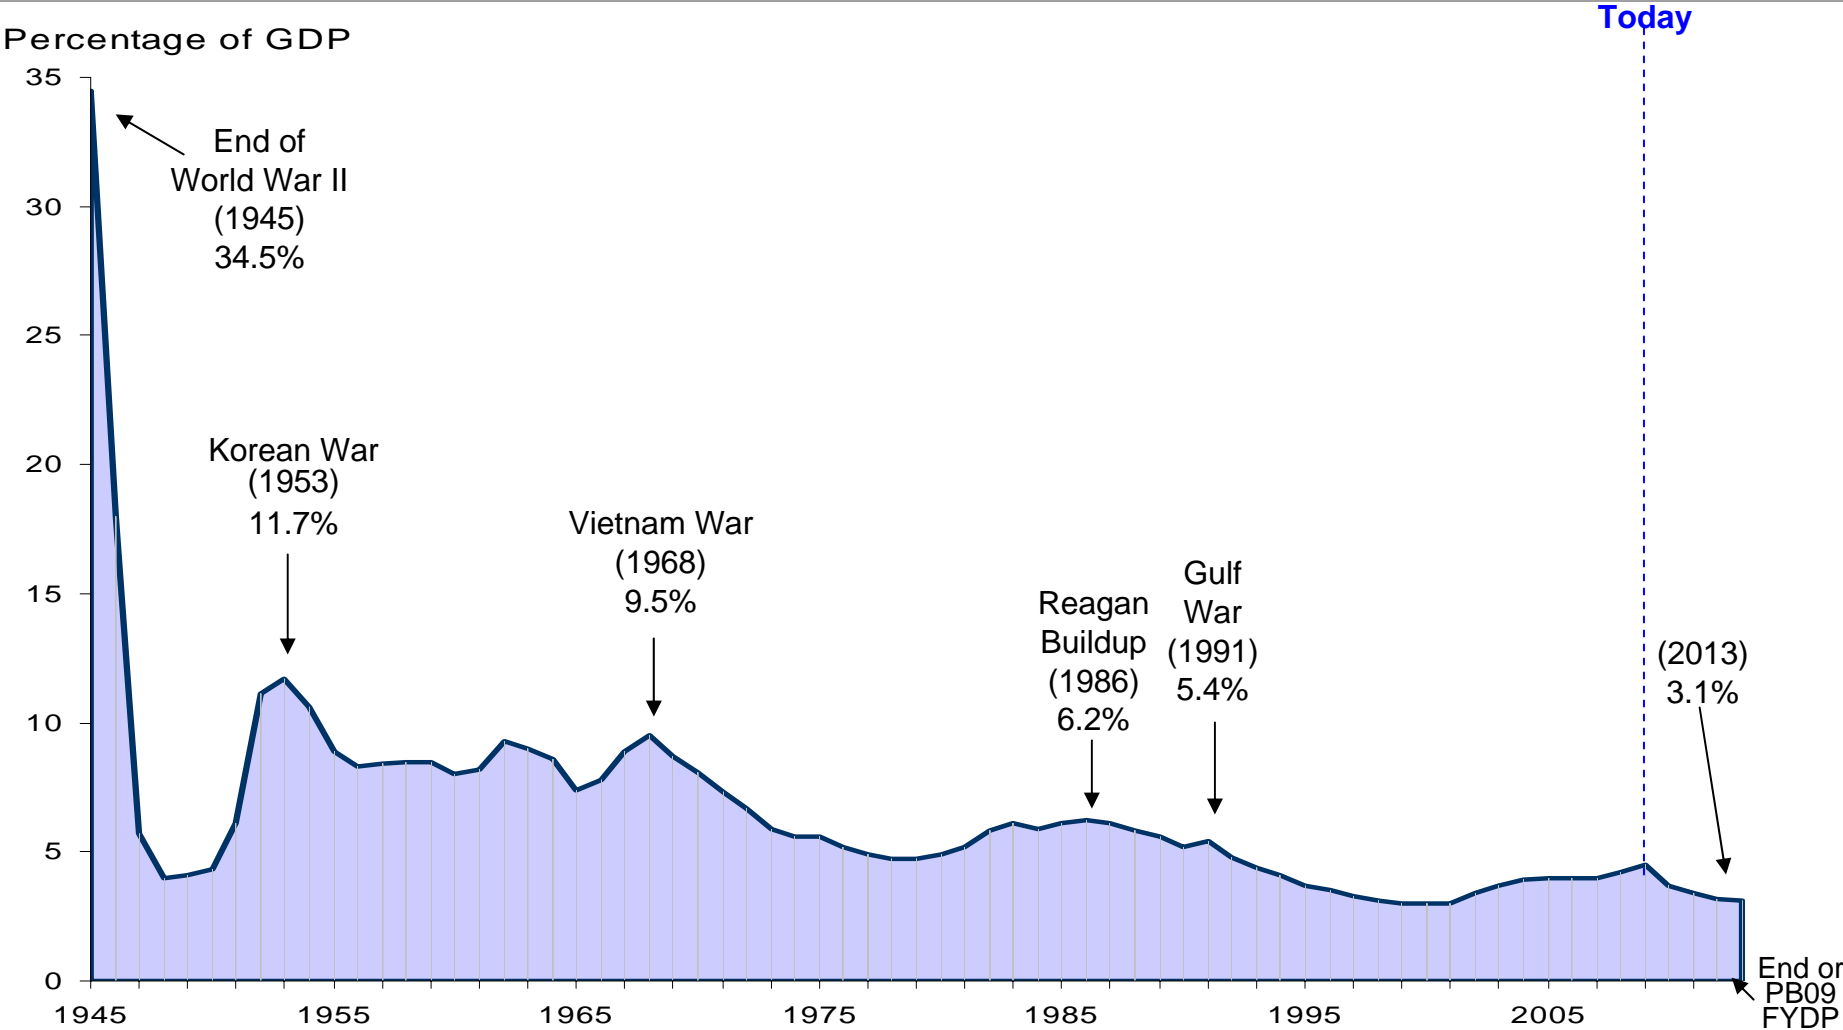 Today
Percentage of GDP
35
30
25
20
15
10
5
0
End of
World War II
(1945)
34.5%
Korean War
(1953)
11.7%
Vietnam War
(1968)
9.5%
Reagan
Buildup
(1986)
6.2%
Gulf
War
(1991)
5.4%
(2013)
3.1%
End or
PB09
FYDP
1945
1955
1965
1975
1985
1995
2005